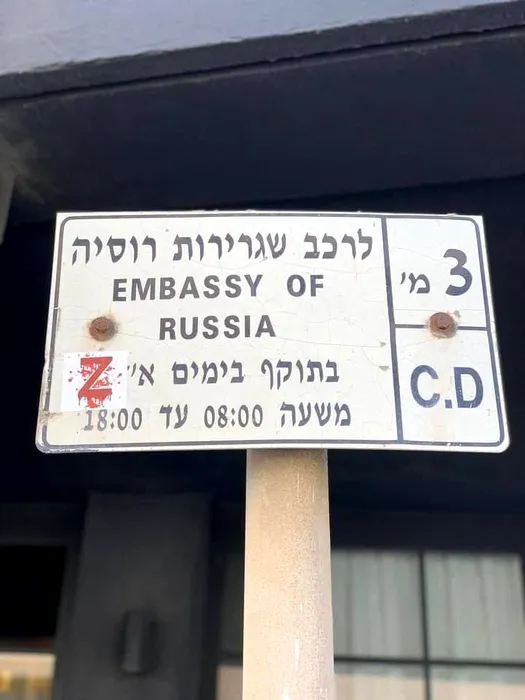 לרכב שגרירות רוסיה
EMBASSY OF
RUSSIA
בתוקף בימים א'
משעה 08:00 עד 18:00
Z
3 מ'
C.D